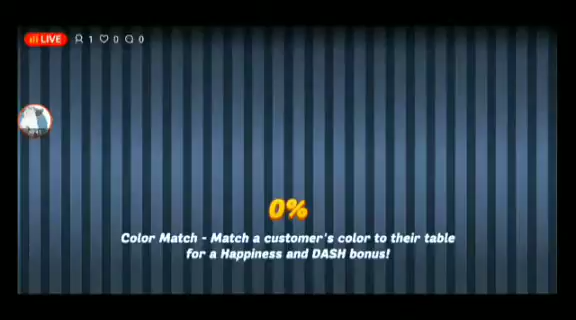 LIVE 1 0 0
0%
Color Match - Match a customer's color to their table
for a Happiness and DASH bonus!